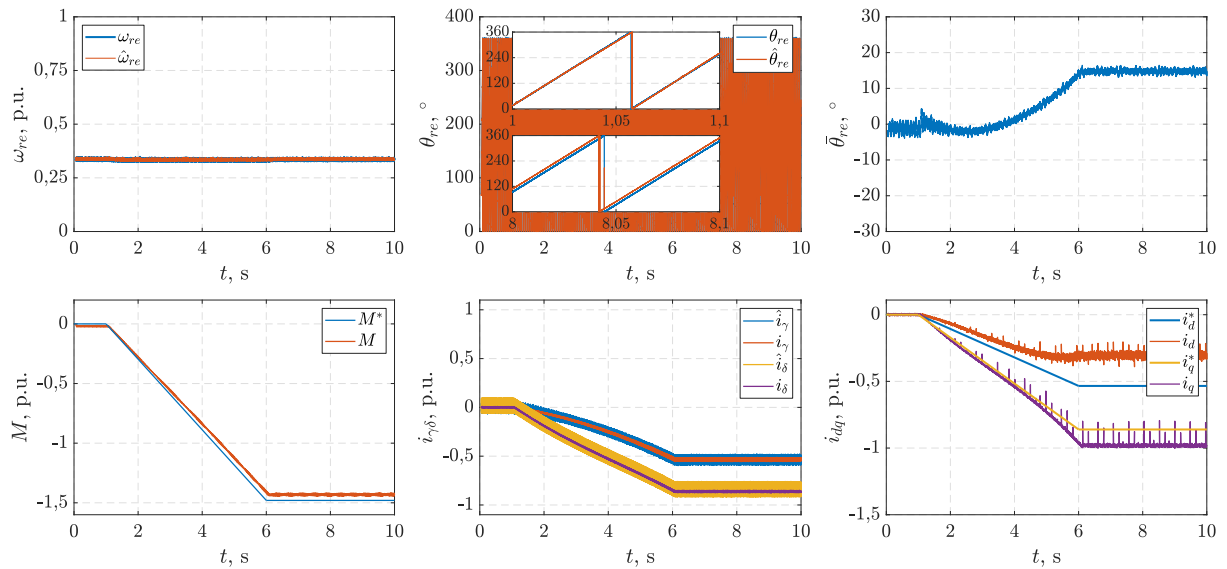 1
0,75
0,5
0,25
0
ω_re, p.u.
ω_re
ω̂_re
0 2 4 6 8 10
t, s
400
300
200
100
0
θ_re, °
θ_re
θ̂_re
360
240
120
0
1 1,05 1,1
360
240
120
0
8 8,05 8,1
0 2 4 6 8 10
t, s
30
20
10
0
-10
-20
-30
θ̄_re, °
0 2 4 6 8 10
t, s
0
-0,5
-1
-1,5
M, p.u.
M*
M
0 2 4 6 8 10
t, s
1
0,5
0
-0,5
-1
i_γδ, p.u.
î_γ
i_γ
î_δ
i_δ
0 2 4 6 8 10
t, s
0
-0,5
-1
-1,5
i_dq, p.u.
i*_d
i_d
i*_q
i_q
0 2 4 6 8 10
t, s